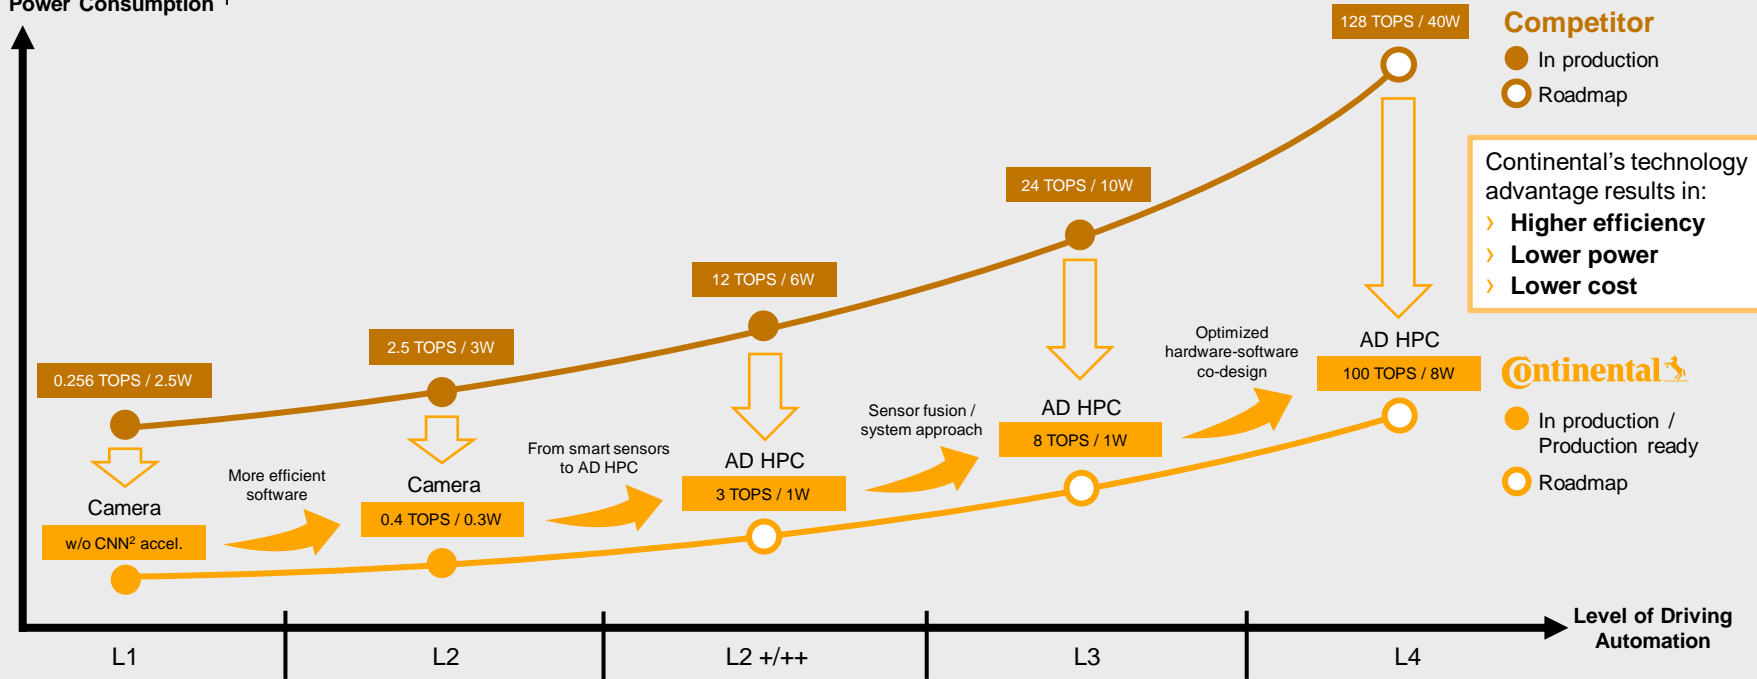 Power Consumption 1
128 TOPS / 40W
Competitor
In production
Roadmap
Continental's technology
advantage results in:
› Higher efficiency
› Lower power
› Lower cost
24 TOPS / 10W
12 TOPS / 6W
2.5 TOPS / 3W
0.256 TOPS / 2.5W
Optimized
hardware-software
co-design
AD HPC
100 TOPS / 8W
Continental
In production /
Production ready
Roadmap
Sensor fusion /
system approach
AD HPC
8 TOPS / 1W
From smart sensors
to AD HPC
AD HPC
3 TOPS / 1W
More efficient
software
Camera
0.4 TOPS / 0.3W
Camera
w/o CNN² accel.
Level of Driving
Automation
L1
L2
L2 +/++
L3
L4